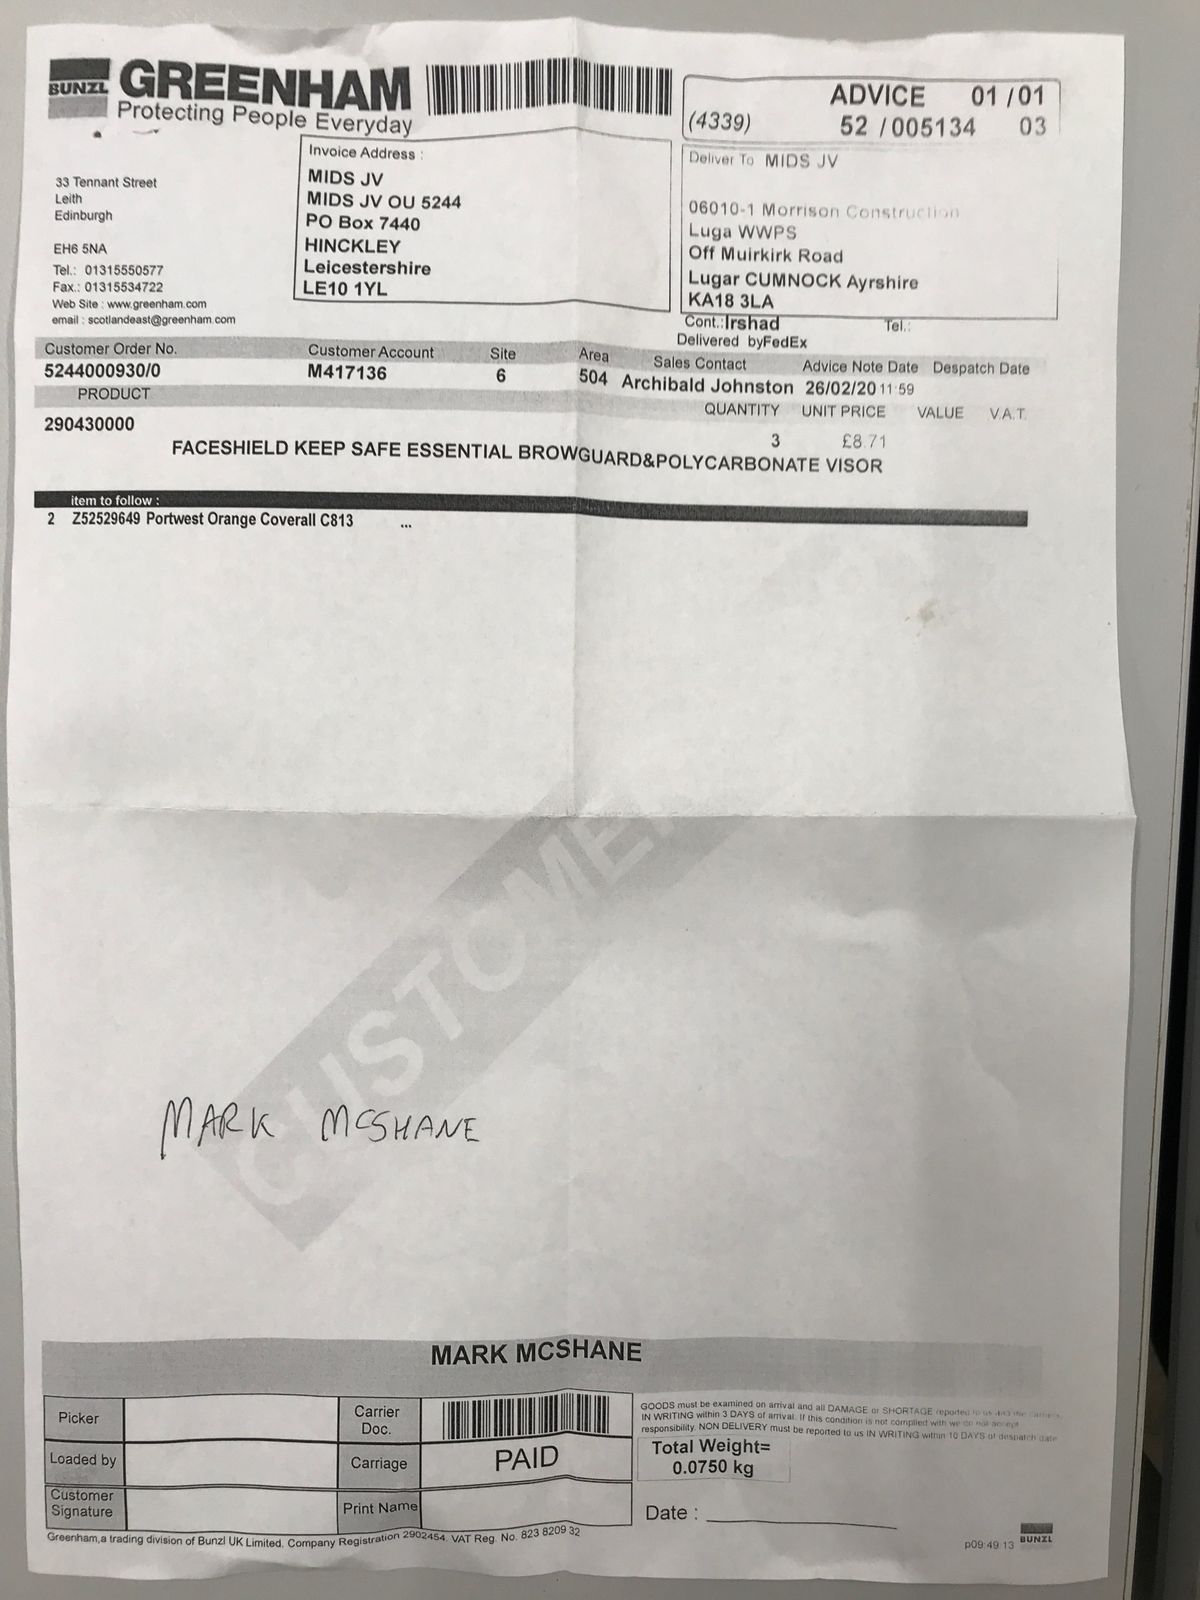 BUNZL GREENHAM
Protecting People Everyday
33 Tennant Street
Leith
Edinburgh
EH6 5NA
Tel.: 01315550577
Fax.: 01315534722
Web Site : www.greenham.com
email : scotlandeast@greenham.com
Invoice Address :
MIDS JV
MIDS JV OU 5244
PO Box 7440
HINCKLEY
Leicestershire
LE10 1YL
ADVICE 01 /01
(4339) 52 /005134 03
Deliver To MIDS JV
06010-1 Morrison Construction
Luga WWPS
Off Muirkirk Road
Lugar CUMNOCK Ayrshire
KA18 3LA
Cont.:Irshad Tel.:
Delivered byFedEx
Customer Order No. Customer Account Site Area Sales Contact Advice Note Date Despatch Date
5244000930/0 M417136 6 504 Archibald Johnston 26/02/20 11:59
PRODUCT QUANTITY UNIT PRICE VALUE V.A.T.
290430000 3 £8.71
FACESHIELD KEEP SAFE ESSENTIAL BROWGUARD&POLYCARBONATE VISOR
item to follow :
2 Z52529649 Portwest Orange Coverall C813 ...
CUSTOME
MARK MCSHANE
MARK MCSHANE
Picker
Carrier Doc.
Loaded by
Carriage PAID
Customer Signature
Print Name
GOODS must be examined on arrival and all DAMAGE or SHORTAGE reported to us and the carriers
IN WRITING within 3 DAYS of arrival. If this condition is not complied with we do not accept
responsibility. NON DELIVERY must be reported to us IN WRITING within 10 DAYS of despatch date
Total Weight=
0.0750 kg
Date :
Greenham,a trading division of Bunzl UK Limited. Company Registration 2902454. VAT Reg. No. 823 8209 32
p09.49.13 BUNZL